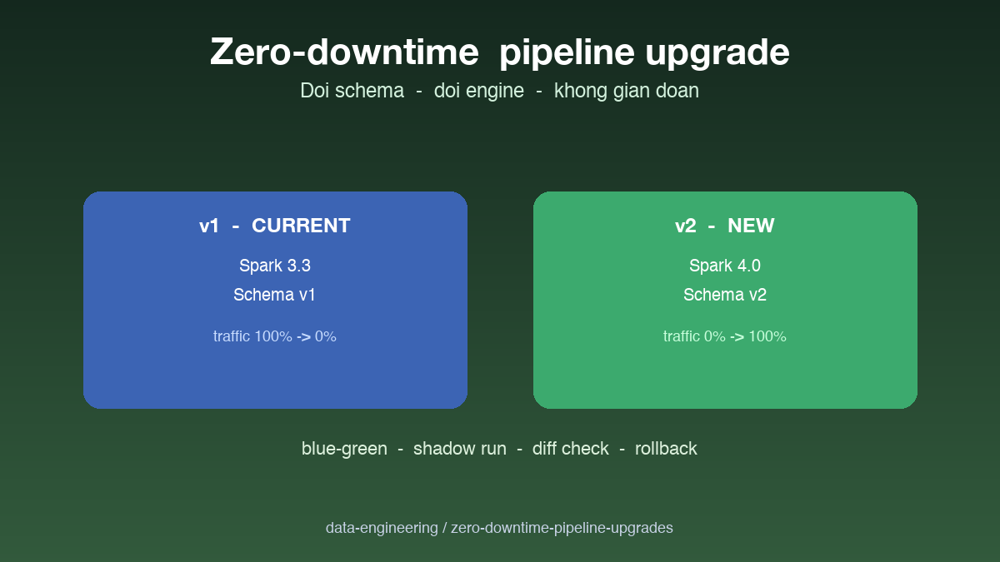 Zero-downtime pipeline upgrade
Doi schema - doi engine - khong gian doan
v1 - CURRENT
Spark 3.3
Schema v1
traffic 100% -> 0%
v2 - NEW
Spark 4.0
Schema v2
traffic 0% -> 100%
blue-green - shadow run - diff check - rollback
data-engineering / zero-downtime-pipeline-upgrades